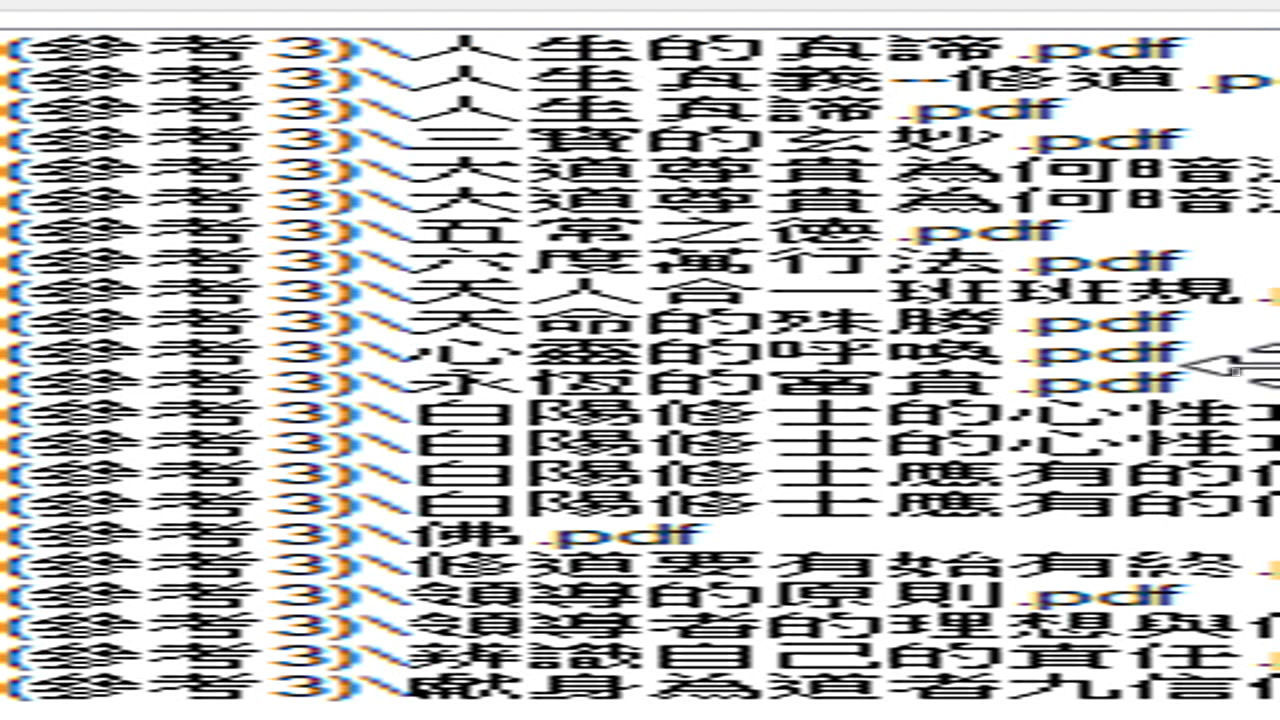 (參考3)\人生的真諦.pdf
(參考3)\人生真義－修道.p
(參考3)\人生真諦.pdf
(參考3)\三寶的玄妙.pdf
(參考3)\大道尊貴為何暗
(參考3)\大道尊貴為何暗
(參考3)\五常之德.pdf
(參考3)\六度萬行法.pdf
(參考3)\天人合一班班規
(參考3)\天命的殊勝.pdf
(參考3)\心靈的呼喚.pdf
(參考3)\永恆的富貴.pdf
(參考3)\白陽修士的心性
(參考3)\白陽修士的心性
(參考3)\白陽修士應有的
(參考3)\白陽修士應有的
(參考3)\佛.pdf
(參考3)\修道要有始有終
(參考3)\領導的原則.pdf
(參考3)\領導者的理想與
(參考3)\辨識自己的責任
(參考3)\獻身為道者九信